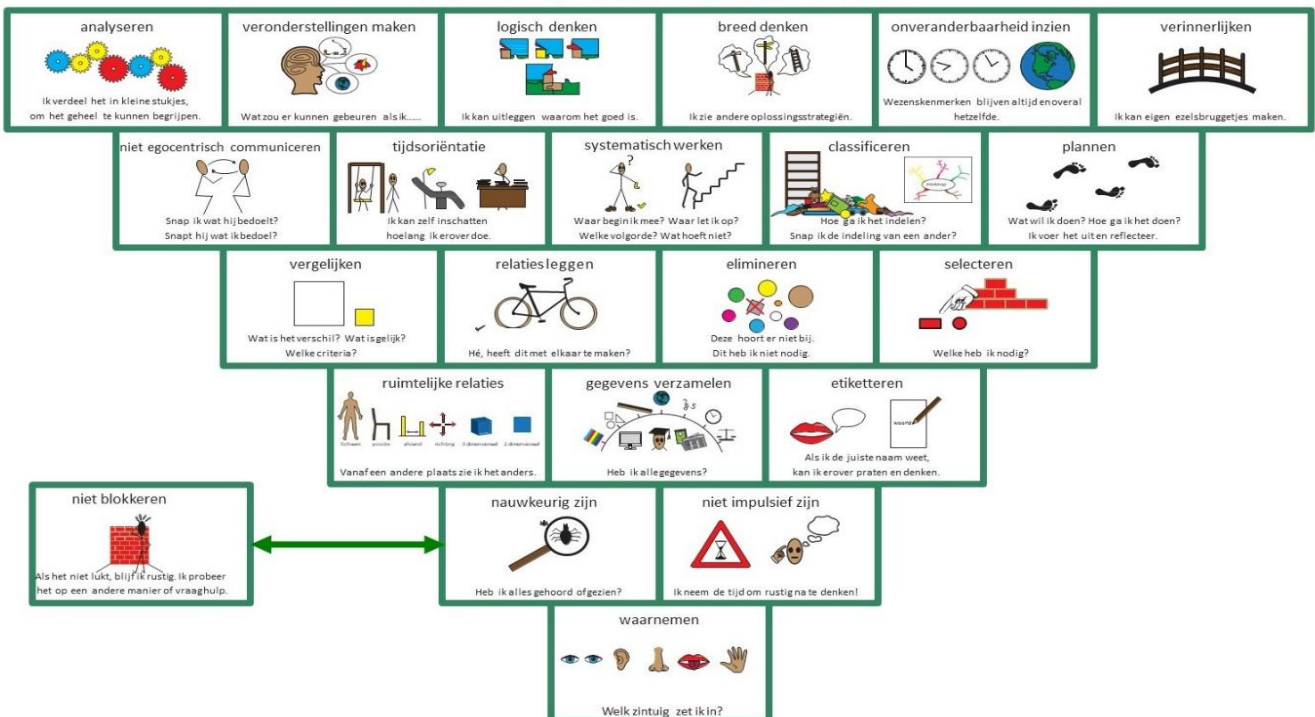 analyseren
Ik verdeel het in kleine stukjes,
om het geheel te kunnen begrijpen.
veronderstellingen maken
Wat zou er kunnen gebeuren als ik......
logisch denken
Ik kan uitleggen waarom het goed is.
breed denken
Ik zie andere oplossingsstrategiën.
onveranderbaarheid inzien
Wezenskenmerken blijven altijd en overal
hetzelfde.
verinnerlijken
Ik kan eigen ezelsbruggetjes maken.
niet egocentrisch communiceren
Snap ik wat hij bedoelt?
Snapt hij wat ik bedoel?
tijdsoriëntatie
Ik kan zelf inschatten
hoelang ik erover doe.
systematisch werken
?
Waar begin ik mee? Waar let ik op?
Welke volgorde? Wat hoeft niet?
classificeren
Hoe ga ik het indelen?
Snap ik de indeling van een ander?
plannen
Wat wil ik doen? Hoe ga ik het doen?
Ik voer het uit en reflecteer.
vergelijken
Wat is het verschil? Wat is gelijk?
Welke criteria?
relaties leggen
Hé, heeft dit met elkaar te maken?
elimineren
Deze hoort er niet bij.
Dit heb ik niet nodig.
selecteren
Welke heb ik nodig?
ruimtelijke relaties
lichaam positie afstand richting 3 dimensionaal 2 dimensionaal
Vanaf een andere plaats zie ik het anders.
gegevens verzamelen
Heb ik alle gegevens?
etiketteren
woord
Als ik de juiste naam weet,
kan ik erover praten en denken.
niet blokkeren
Als het niet lukt, blijf ik rustig. Ik probeer
het op een andere manier of vraag hulp.
nauwkeurig zijn
Heb ik alles gehoord of gezien?
niet impulsief zijn
Ik neem de tijd om rustig na te denken!
waarnemen
Welk zintuig zet ik in?